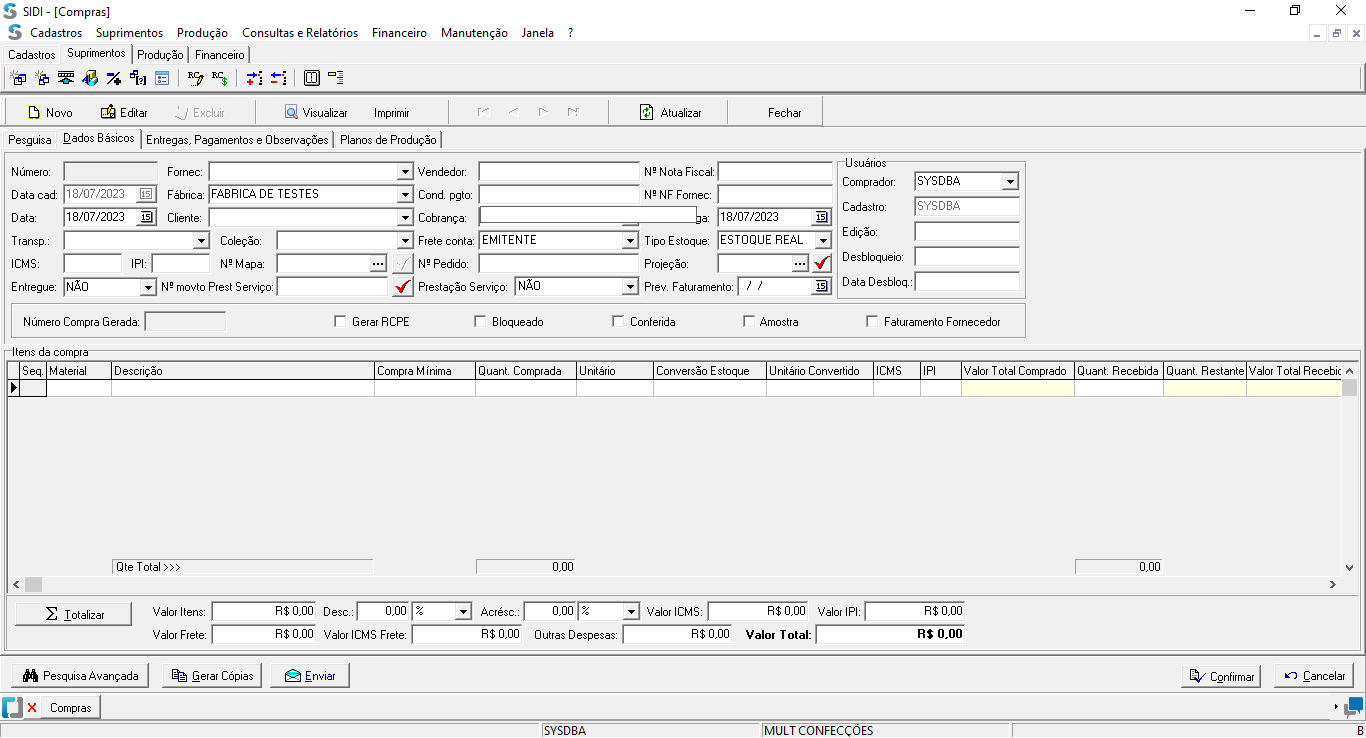 SIDI - [Compras]
Cadastros Suprimentos Produção Consultas e Relatórios Financeiro Manutenção Janela ?
Cadastros Suprimentos Produção Financeiro
Novo Editar Excluir Visualizar Imprimir Atualizar Fechar
Pesquisa Dados Básicos Entregas, Pagamentos e Observações Planos de Produção
Usuários
Número: Fornec: Vendedor: Nº Nota Fiscal:
Comprador: SYSDBA
Data cad: 18/07/2023 15 Fábrica: FABRICA DE TESTES Cond. pgto: Nº NF Fornec:
Cadastro: SYSDBA
Data: 18/07/2023 15 Cliente: Cobrança: ga: 18/07/2023 15
Edição:
Transp.: Coleção: Frete conta: EMITENTE Tipo Estoque: ESTOQUE REAL
Desbloqueio:
ICMS: IPI: Nº Mapa: ... Nº Pedido: Projeção: ...
Data Desbloq.:
Entregue: NÃO Nº movto Prest Serviço: Prestação Serviço: NÃO Prev. Faturamento: / / 15
Número Compra Gerada: Gerar RCPE Bloqueado Conferida Amostra Faturamento Fornecedor
Itens da compra
Seq. Material Descrição Compra Mínima Quant. Comprada Unitário Conversão Estoque Unitário Convertido ICMS IPI Valor Total Comprado Quant. Recebida Quant. Restante Valor Total Recebic
Qte Total >>> 0,00 0,00
Σ Totalizar Valor Itens: R$ 0,00 Desc.: 0,00 % Acrésc.: 0,00 % Valor ICMS: R$ 0,00 Valor IPI: R$ 0,00
Valor Frete: R$ 0,00 Valor ICMS Frete: R$ 0,00 Outras Despesas: R$ 0,00 Valor Total: R$ 0,00
Pesquisa Avançada Gerar Cópias Enviar Confirmar Cancelar
Compras
SYSDBA MULT CONFECÇÕES B